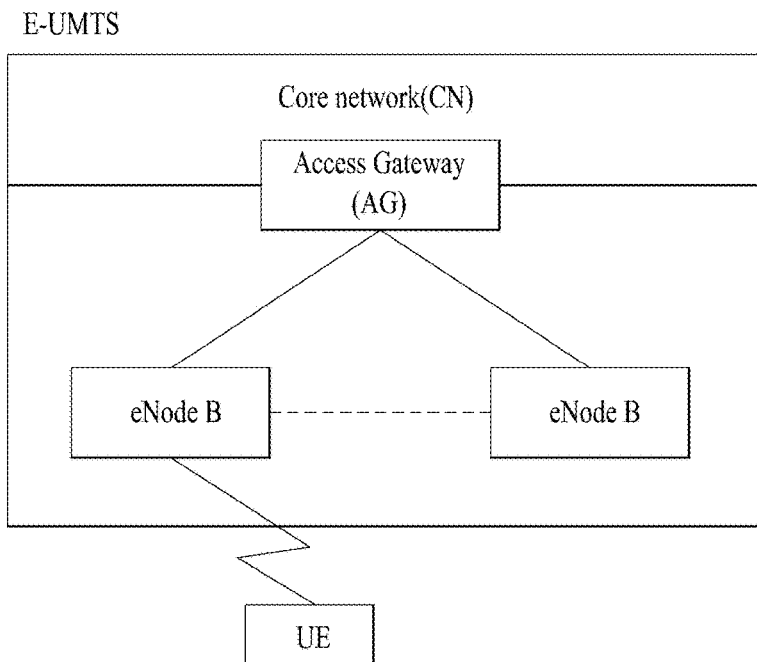 E-UMTS
Core network(CN)
Access Gateway
(AG)
eNode B
eNode B
UE